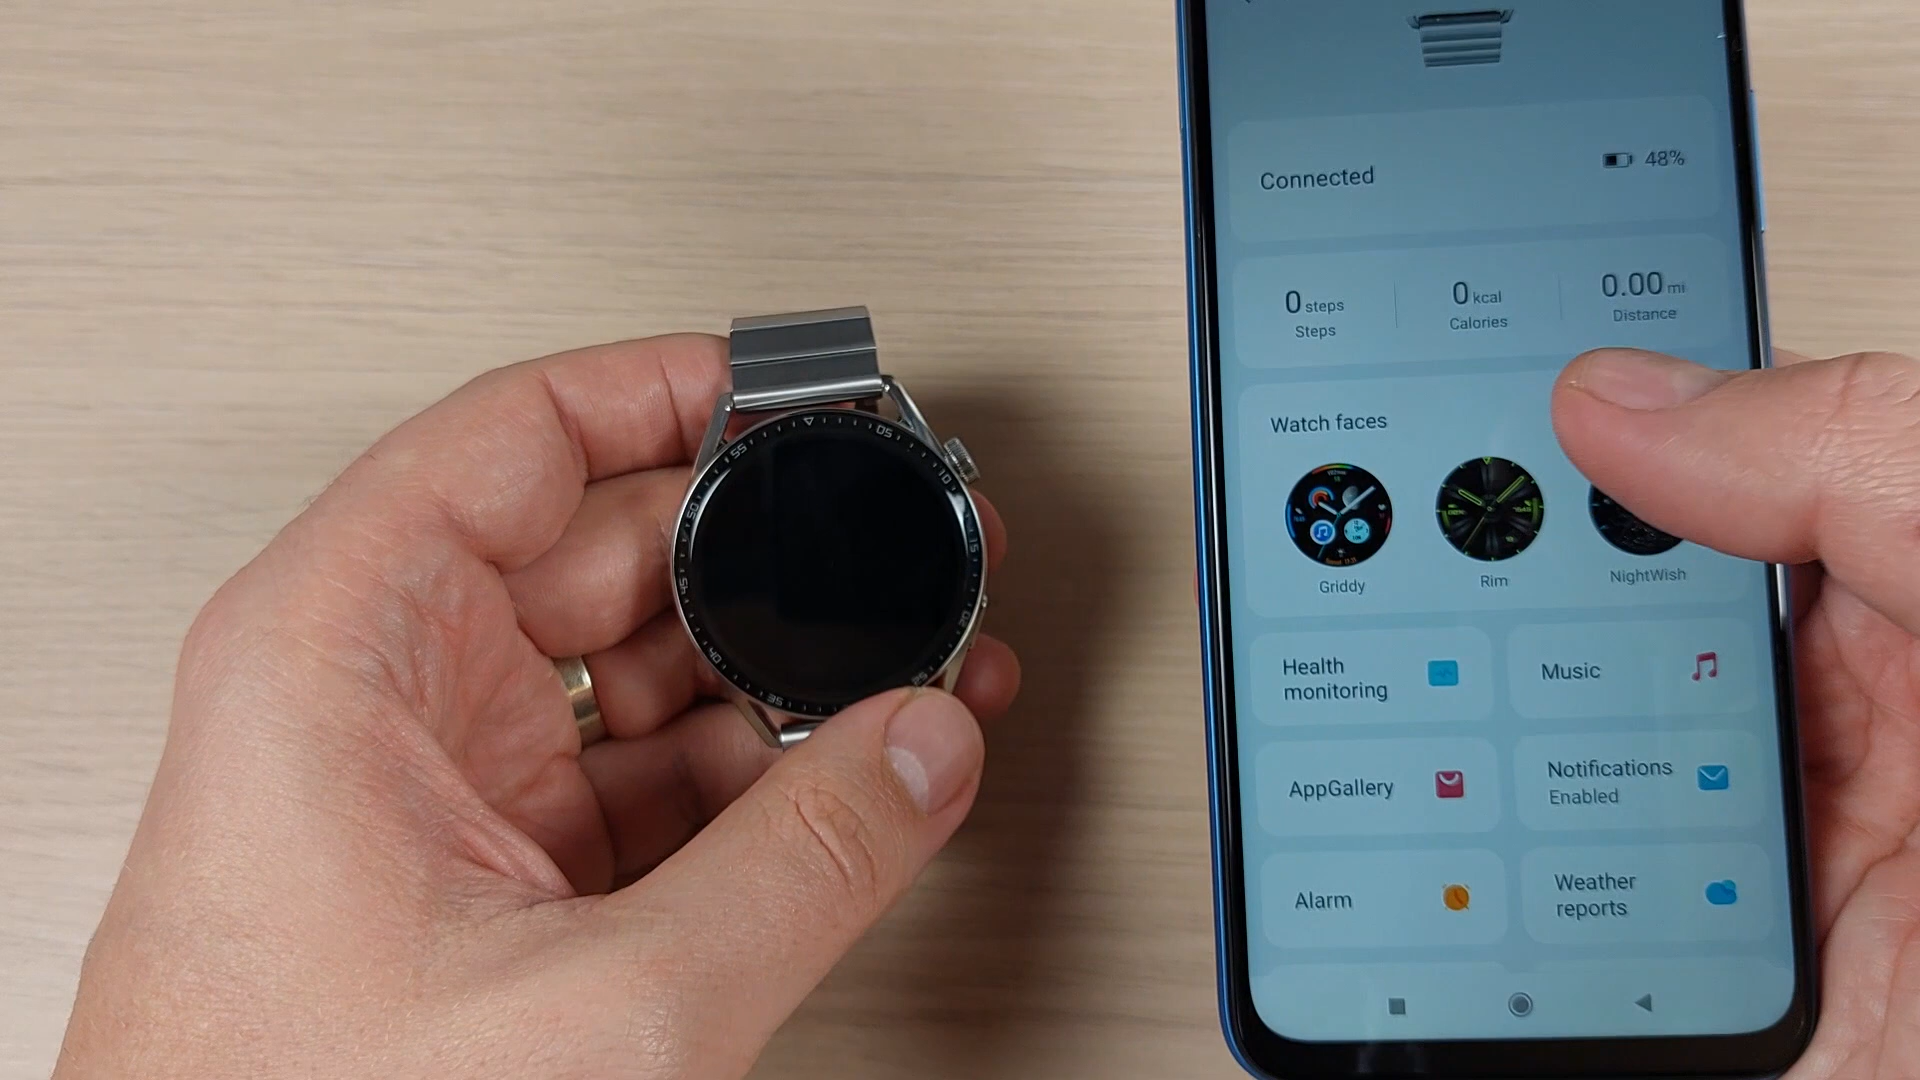 Connected
48%
0 steps
Steps
0 kcal
Calories
0.00 mi
Distance
Watch faces
Griddy
Rim
NightWish
Health
monitoring
Music
AppGallery
Notifications
Enabled
Alarm
Weather
reports
05
10
15
20
35
40
45
50
55